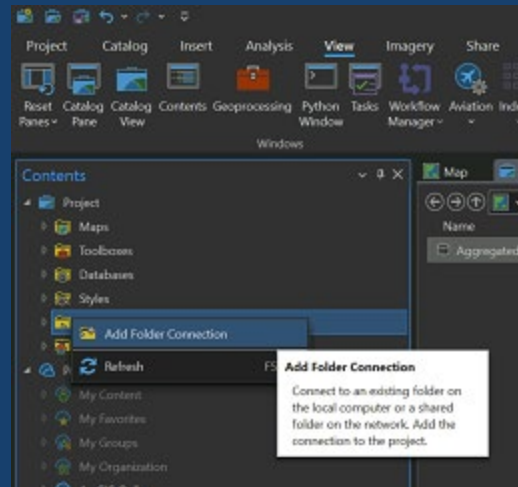 Project Catalog Insert Analysis View Imagery Share
Reset Panes Catalog Pane Catalog View Contents Geoprocessing Python Window Tasks Workflow Manager Aviation
Windows
Contents
Map
Project
Name
Maps
Aggregated
Toolboxes
Databases
Styles
Add Folder Connection
Refresh F5
Add Folder Connection
Connect to an existing folder on
the local computer or a shared
folder on the network. Add the
connection to the project.
My Content
My Favorites
My Groups
My Organization